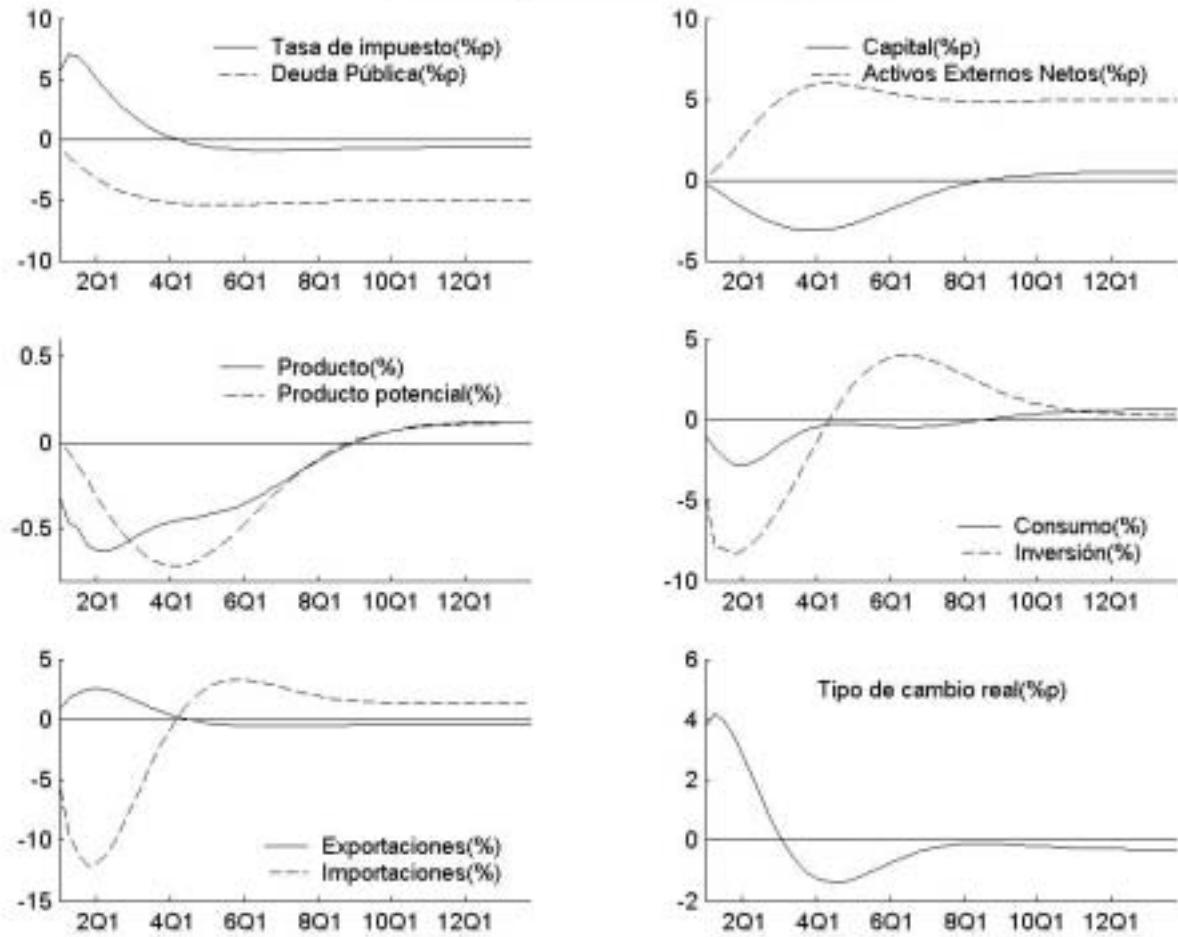 10
5
0
-5
-10
Tasa de impuesto(%p)
Deuda Pública(%p)
2Q1 4Q1 6Q1 8Q1 10Q1 12Q1
10
5
0
-5
Capital(%p)
Activos Externos Netos(%p)
2Q1 4Q1 6Q1 8Q1 10Q1 12Q1
0.5
0
-0.5
Producto(%)
Producto potencial(%)
2Q1 4Q1 6Q1 8Q1 10Q1 12Q1
5
0
-5
-10
Consumo(%)
Inversión(%)
2Q1 4Q1 6Q1 8Q1 10Q1 12Q1
5
0
-5
-10
-15
Exportaciones(%)
Importaciones(%)
2Q1 4Q1 6Q1 8Q1 10Q1 12Q1
6
4
2
0
-2
Tipo de cambio real(%p)
2Q1 4Q1 6Q1 8Q1 10Q1 12Q1